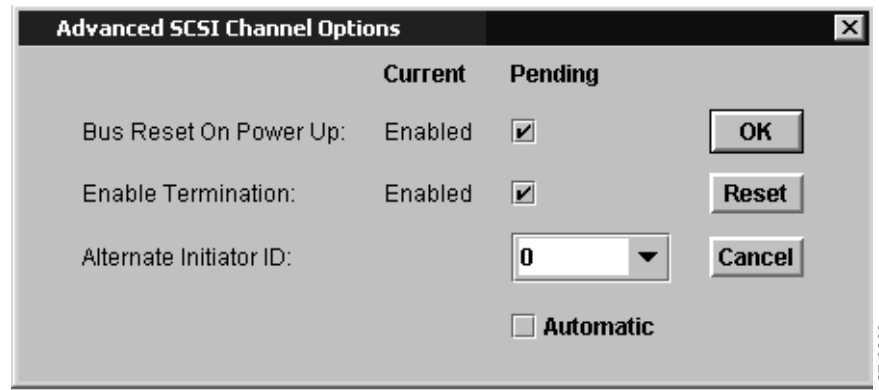 Advanced SCSI Channel Options
Current Pending
Bus Reset On Power Up: Enabled OK
Enable Termination: Enabled Reset
Alternate Initiator ID: 0 Cancel
Automatic